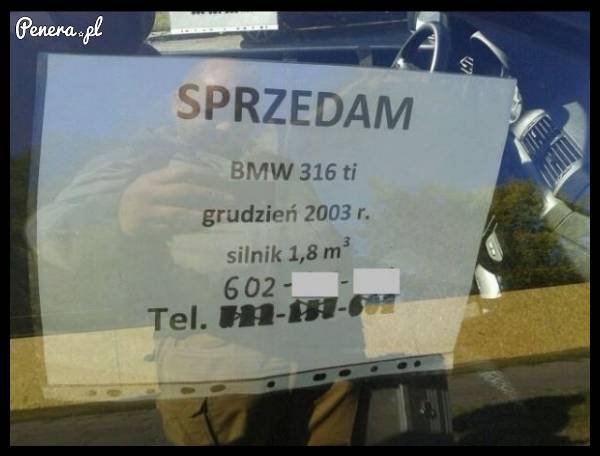 Penera.pl
SPRZEDAM
BMW 316 ti
grudzień 2003 r.
silnik 1,8 m³
602 - -
Tel.